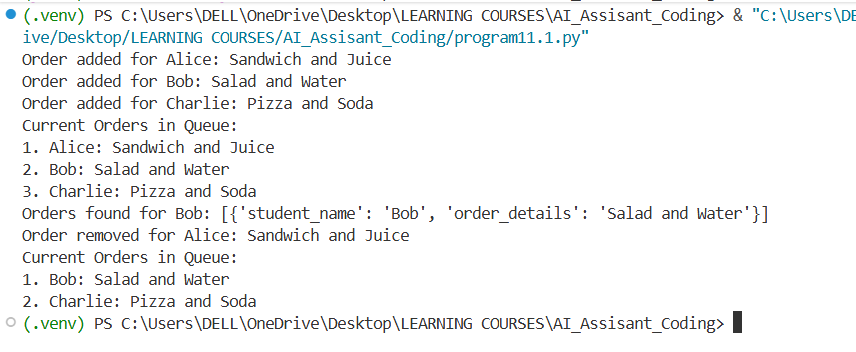 (.venv) PS C:\Users\DELL\OneDrive\Desktop\LEARNING COURSES\AI_Assisant_Coding> & "C:\Users\DE
ive/Desktop/LEARNING COURSES/AI_Assisant_Coding/program11.1.py"
Order added for Alice: Sandwich and Juice
Order added for Bob: Salad and Water
Order added for Charlie: Pizza and Soda
Current Orders in Queue:
1. Alice: Sandwich and Juice
2. Bob: Salad and Water
3. Charlie: Pizza and Soda
Orders found for Bob: [{'student_name': 'Bob', 'order_details': 'Salad and Water'}]
Order removed for Alice: Sandwich and Juice
Current Orders in Queue:
1. Bob: Salad and Water
2. Charlie: Pizza and Soda
(.venv) PS C:\Users\DELL\OneDrive\Desktop\LEARNING COURSES\AI_Assisant_Coding>